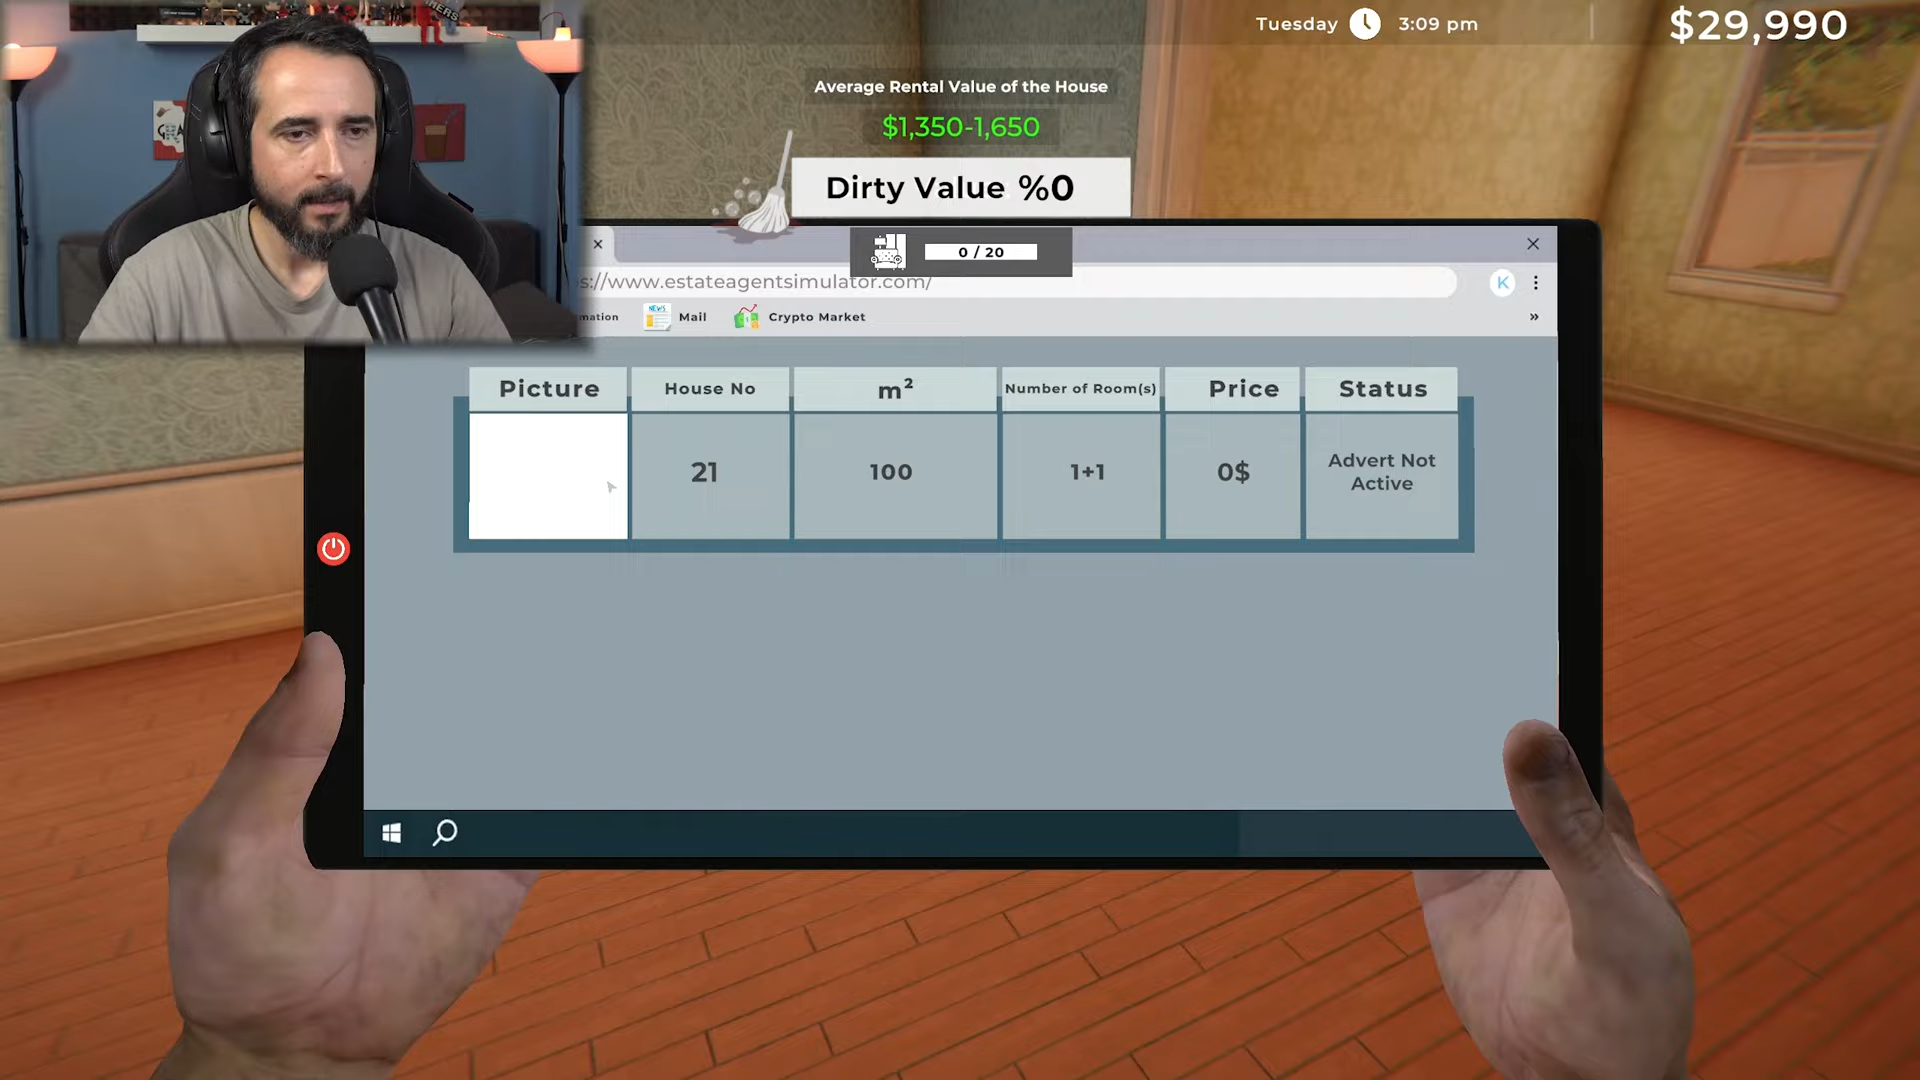 Tuesday 3:09 pm
$29,990
Average Rental Value of the House
$1,350-1,650
Dirty Value %0
0 / 20
s://www.estateagentsimulator.com/
K
mation
NEWS
Mail
Crypto Market
»
Picture House No m² Number of Room(s) Price Status
21 100 1+1 0$ Advert Not
Active